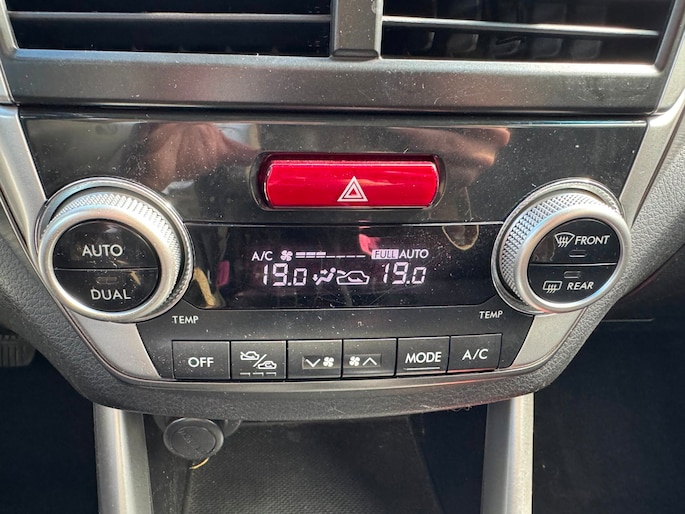 A/C FULL AUTO
19.0 19.0
AUTO
DUAL
FRONT
REAR
TEMP
TEMP
OFF
MODE
A/C